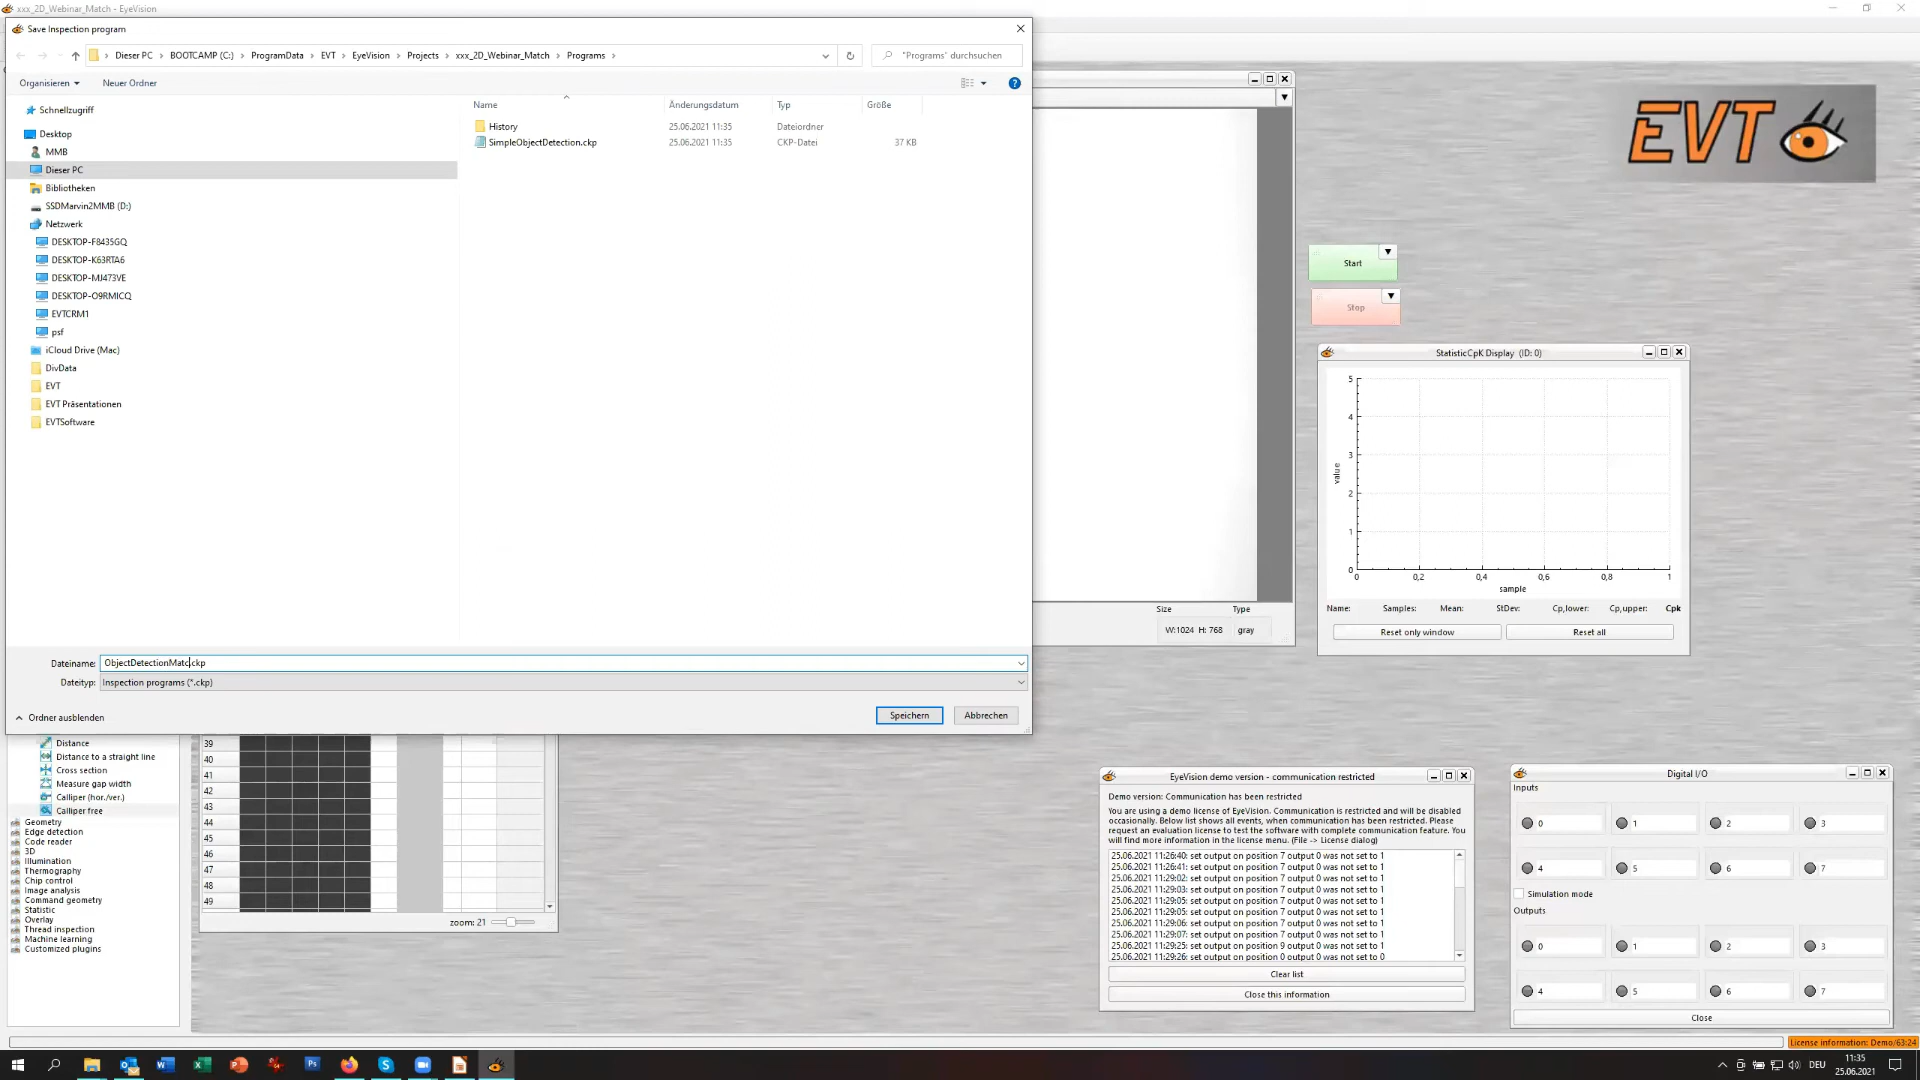 xxx_2D_Webinar_Match - EyeVision
Save Inspection program
Dieser PC > BOOTCAMP (C:) > ProgramData > EVT > EyeVision > Projects > xxx_2D_Webinar_Match > Programs >
"Programs" durchsuchen
Organisieren
Neuer Ordner
Schnellzugriff
Desktop
MMB
Dieser PC
Bibliotheken
SSDMarvin2MMB (D:)
Netzwerk
DESKTOP-F8435GQ
DESKTOP-K63RTA6
DESKTOP-MJ473VE
DESKTOP-O9RMICQ
EVTCRM1
psf
iCloud Drive (Mac)
DivData
EVT
EVT Präsentationen
EVTSoftware
Name Änderungsdatum Typ Größe
History 25.06.2021 11:35 Dateiordner
SimpleObjectDetection.ckp 25.06.2021 11:35 CKP-Datei 37 KB
Dateiname: ObjectDetectionMatc.ckp
Dateityp: Inspection programs (*.ckp)
Ordner ausblenden
Speichern
Abbrechen
EVT
Start
Stop
StatisticCpK Display (ID: 0)
5
4
3
2
1
0
value
0 0,2 0,4 0,6 0,8 1
sample
Name: Samples: Mean: StDev: Cp,lower: Cp,upper: Cpk
Reset only window
Reset all
Size Type
W:1024 H: 768 gray
Distance
Distance to a straight line
Cross section
Measure gap width
Calliper (hor./ver.)
Calliper free
Geometry
Edge detection
Code reader
3D
Illumination
Thermography
Chip control
Image analysis
Command geometry
Statistic
Overlay
Thread inspection
Machine learning
Customized plugins
39
40
41
42
43
44
45
46
47
48
49
zoom: 21
EyeVision demo version - communication restricted
Demo version: Communication has been restricted
You are using a demo license of EyeVision. Communication is restricted and will be disabled
occasionally. Below list shows all events, when communication has been restricted. Please
request an evaluation license to test the software with complete communication feature. You
will find more information in the license menu. (File -> License dialog)
25.06.2021 11:26:40: set output on position 7 output 0 was not set to 1
25.06.2021 11:26:41: set output on position 7 output 0 was not set to 1
25.06.2021 11:29:02: set output on position 7 output 0 was not set to 1
25.06.2021 11:29:03: set output on position 7 output 0 was not set to 1
25.06.2021 11:29:05: set output on position 7 output 0 was not set to 1
25.06.2021 11:29:05: set output on position 7 output 0 was not set to 1
25.06.2021 11:29:06: set output on position 7 output 0 was not set to 1
25.06.2021 11:29:07: set output on position 7 output 0 was not set to 1
25.06.2021 11:29:25: set output on position 9 output 0 was not set to 1
25.06.2021 11:29:26: set output on position 0 output 0 was not set to 0
Clear list
Close this information
Digital I/O
Inputs
0 1 2 3
4 5 6 7
Simulation mode
Outputs
0 1 2 3
4 5 6 7
Close
License information: Demo/63:24
DEU
11:35
25.06.2021